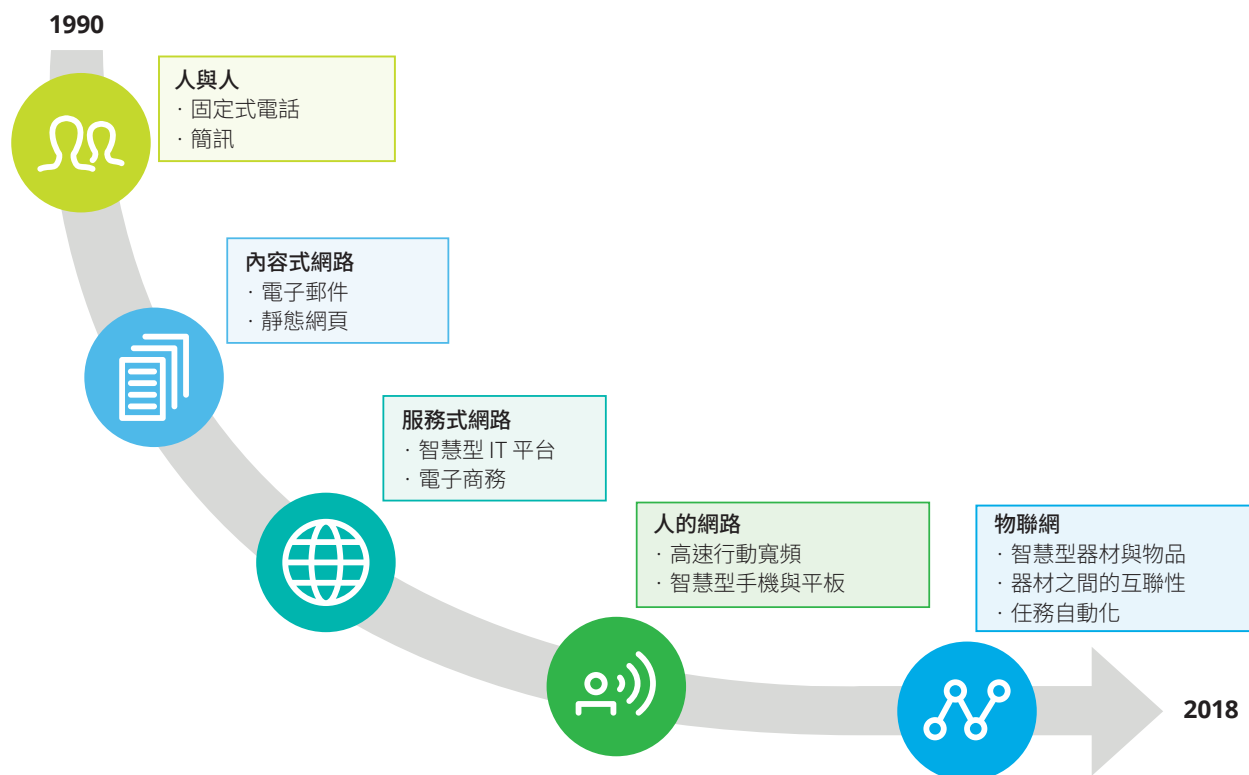 1990
人與人
· 固定式電話
· 簡訊
內容式網路
· 電子郵件
· 靜態網頁
服務式網路
· 智慧型 IT 平台
· 電子商務
人的網路
· 高速行動寬頻
· 智慧型手機與平板
物聯網
· 智慧型器材與物品
· 器材之間的互聯性
· 任務自動化
2018